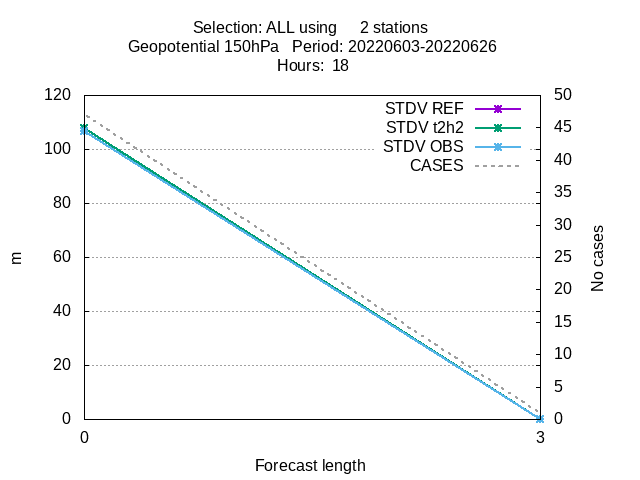 Selection: ALL using      2 stations
Geopotential 150hPa   Period: 20220603-20220626
Hours:  18
STDV REF
STDV t2h2
STDV OBS
CASES
120
100
80
60
40
20
0
m
50
45
40
35
30
25
20
15
10
5
0
No cases
0
3
Forecast length